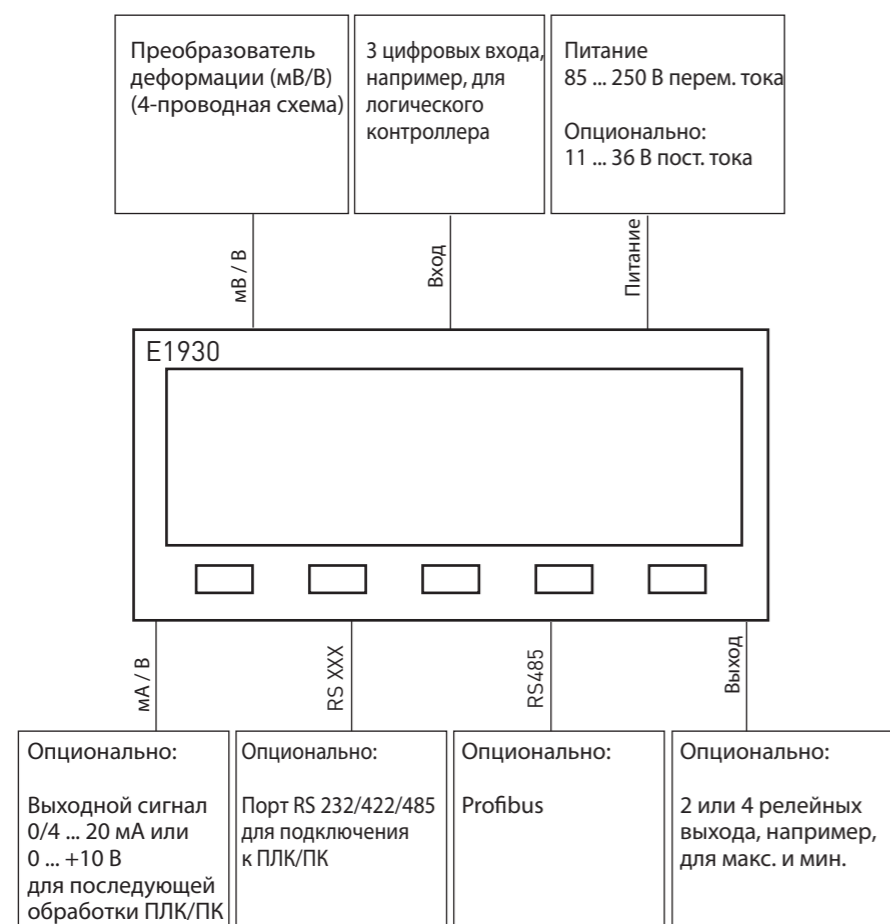 Преобразователь
деформации (мВ/В)
(4-проводная схема)
3 цифровых входа,
например, для
логического
контроллера
Питание
85 ... 250 В перем. тока
Опционально:
11 ... 36 В пост. тока
мВ / В
Вход
Питание
E1930
мА / В
RS XXX
RS485
Выход
Опционально:
Выходной сигнал
0/4 ... 20 мА или
0 ... +10 В
для последующей
обработки ПЛК/ПК
Опционально:
Порт RS 232/422/485
для подключения
к ПЛК/ПК
Опционально:
Profibus
Опционально:
2 или 4 релейных
выхода, например,
для макс. и мин.